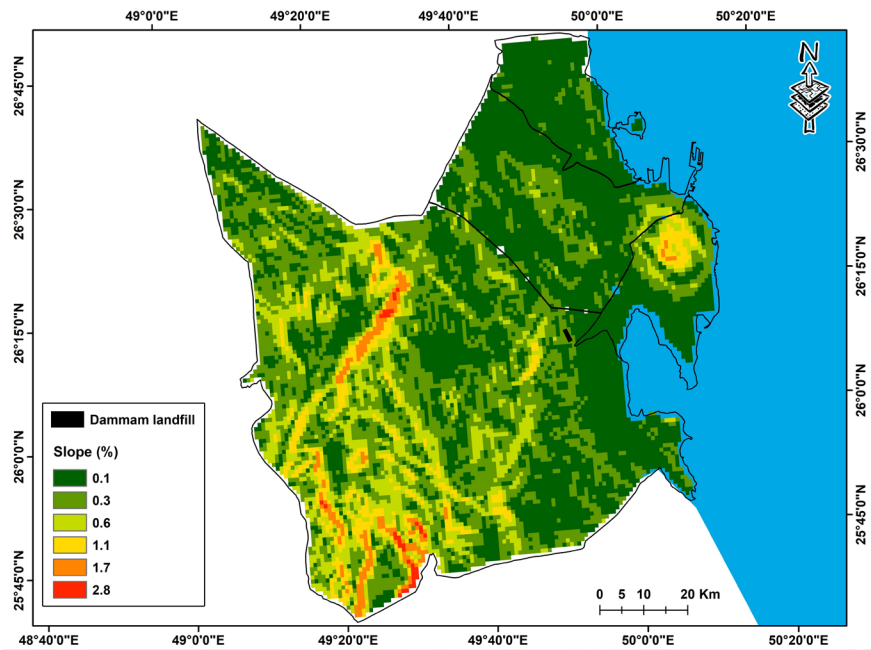 49°0'0"E 49°20'0"E 49°40'0"E 50°0'0"E 50°20'0"E
N
26°45'0"N
26°30'0"N
26°30'0"N
26°15'0"N
26°15'0"N
26°0'0"N
26°0'0"N
25°45'0"N
25°45'0"N
Dammam landfill
Slope (%)
0.1
0.3
0.6
1.1
1.7
2.8
0 5 10 20 Km
48°40'0"E 49°0'0"E 49°20'0"E 49°40'0"E 50°0'0"E 50°20'0"E